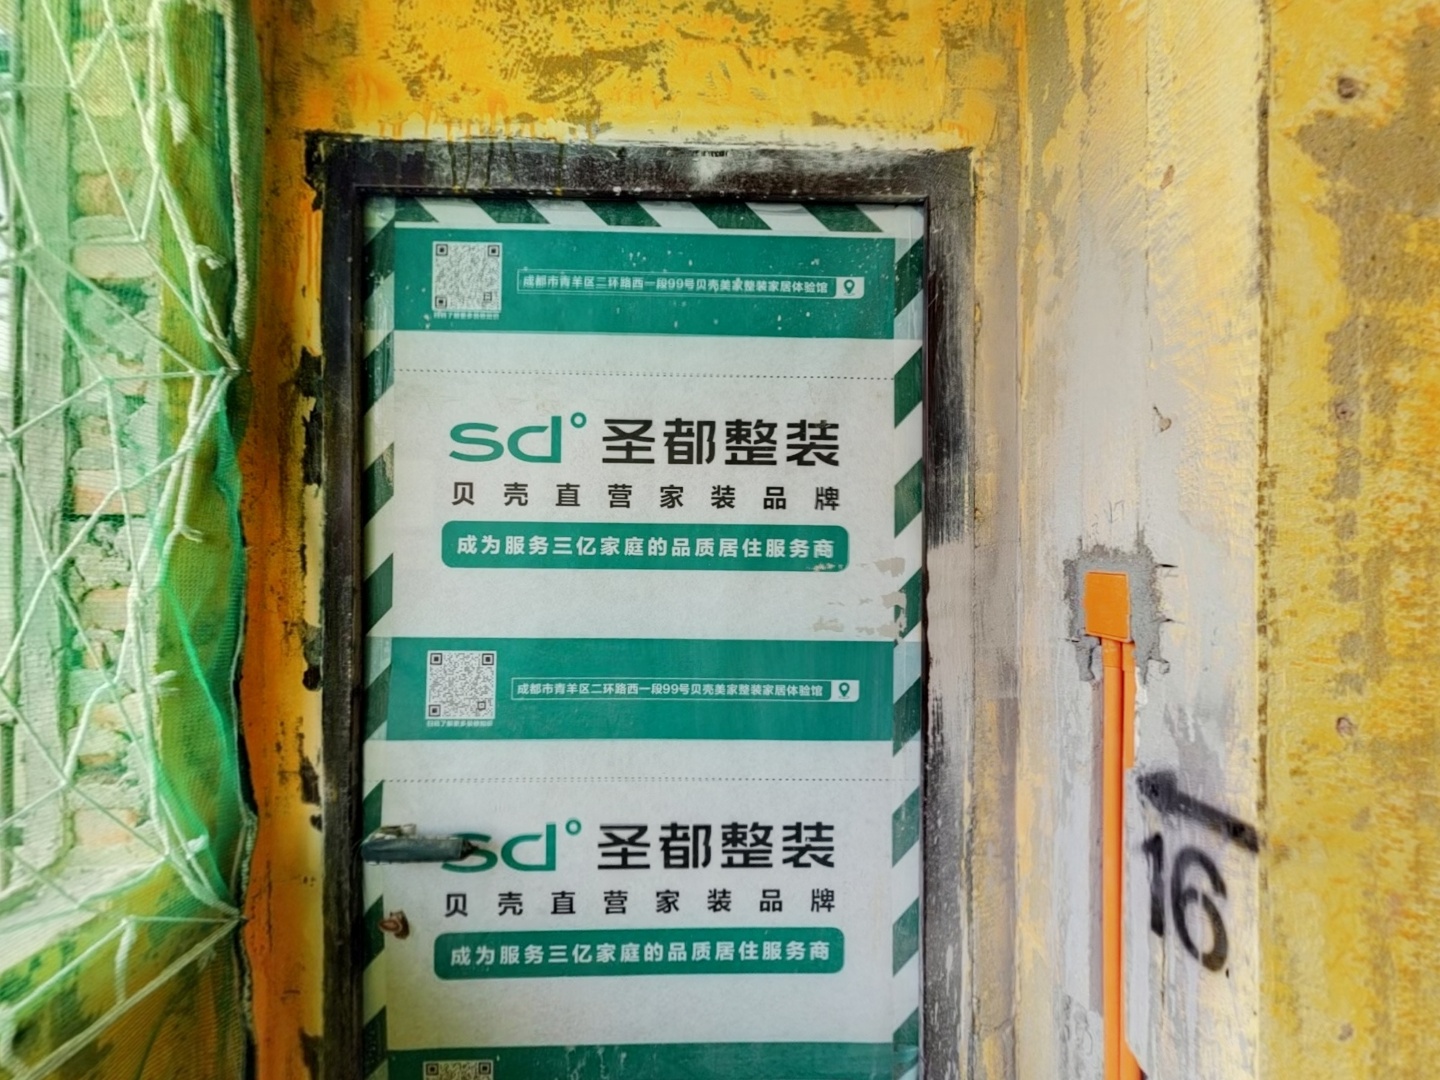 成都市青羊区二环路西一段99号贝壳美家整装家居体验馆
sd° 圣都整装
贝壳直营家装品牌
成为服务三亿家庭的品质居住服务商
成都市青羊区二环路西一段99号贝壳美家整装家居体验馆
sd° 圣都整装
贝壳直营家装品牌
成为服务三亿家庭的品质居住服务商
16